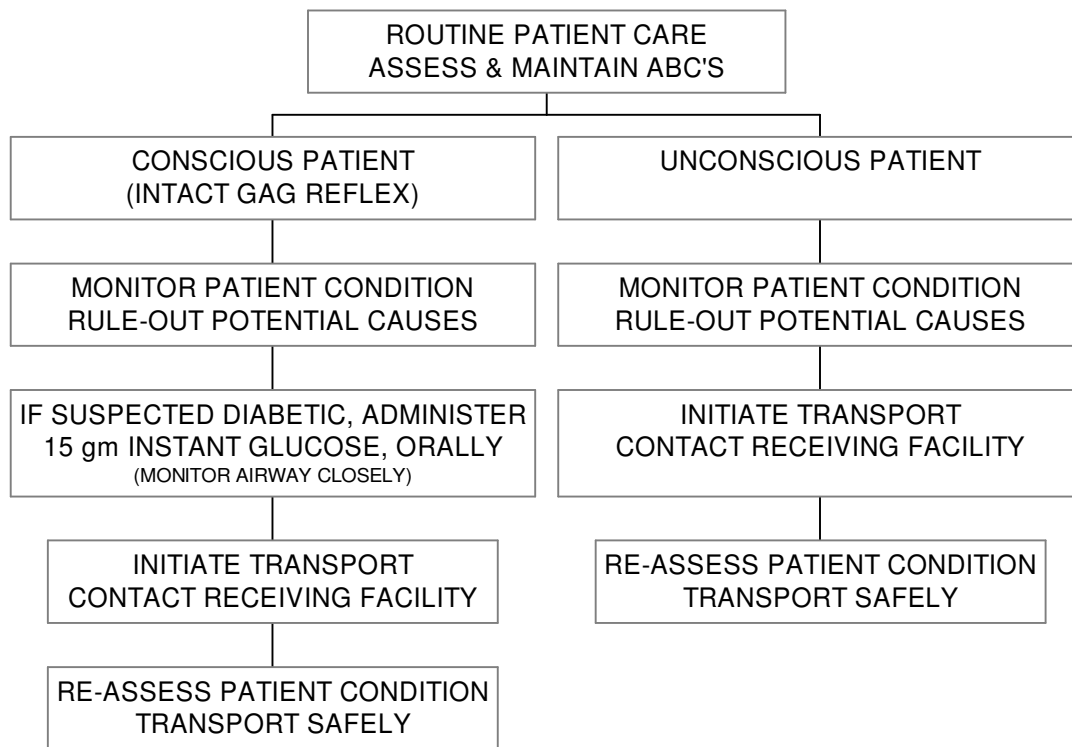 ROUTINE PATIENT CARE
ASSESS & MAINTAIN ABC'S
CONSCIOUS PATIENT
(INTACT GAG REFLEX)
UNCONSCIOUS PATIENT
MONITOR PATIENT CONDITION
RULE-OUT POTENTIAL CAUSES
MONITOR PATIENT CONDITION
RULE-OUT POTENTIAL CAUSES
IF SUSPECTED DIABETIC, ADMINISTER
15 gm INSTANT GLUCOSE, ORALLY
(MONITOR AIRWAY CLOSELY)
INITIATE TRANSPORT
CONTACT RECEIVING FACILITY
INITIATE TRANSPORT
CONTACT RECEIVING FACILITY
RE-ASSESS PATIENT CONDITION
TRANSPORT SAFELY
RE-ASSESS PATIENT CONDITION
TRANSPORT SAFELY